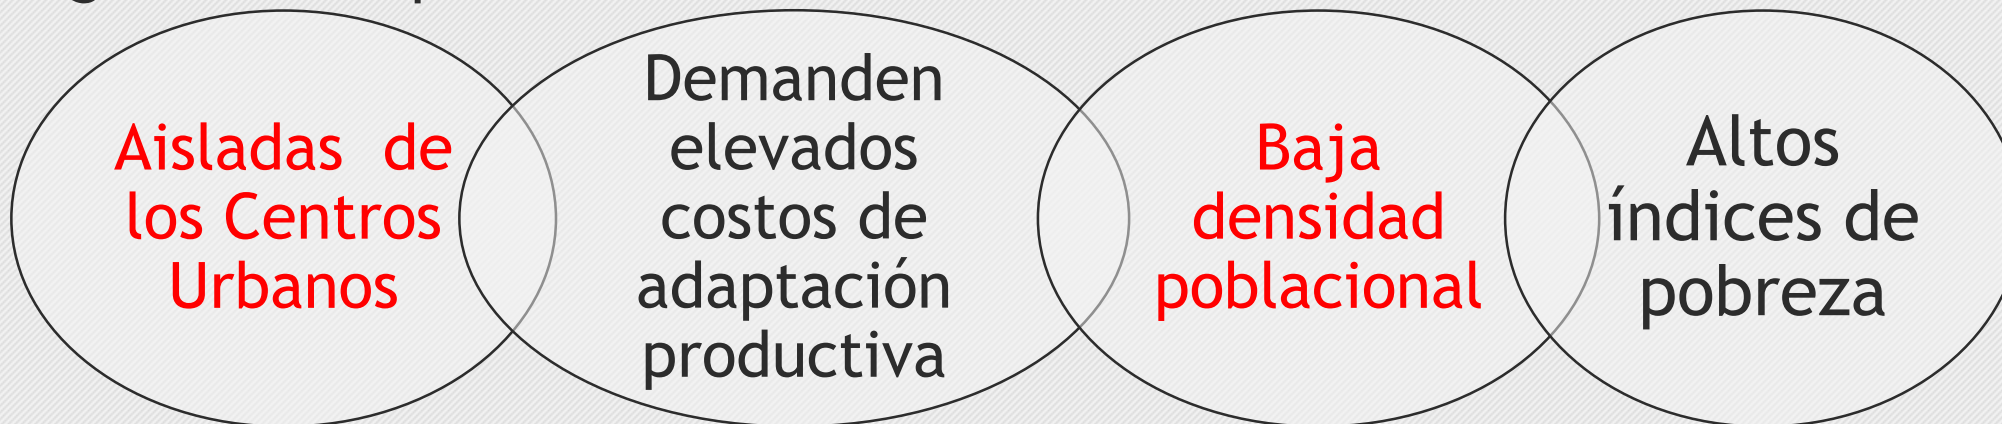 Aisladas de
los Centros
Urbanos
Demanden
elevados
costos de
adaptación
productiva
Baja
densidad
poblacional
Altos
índices de
pobreza